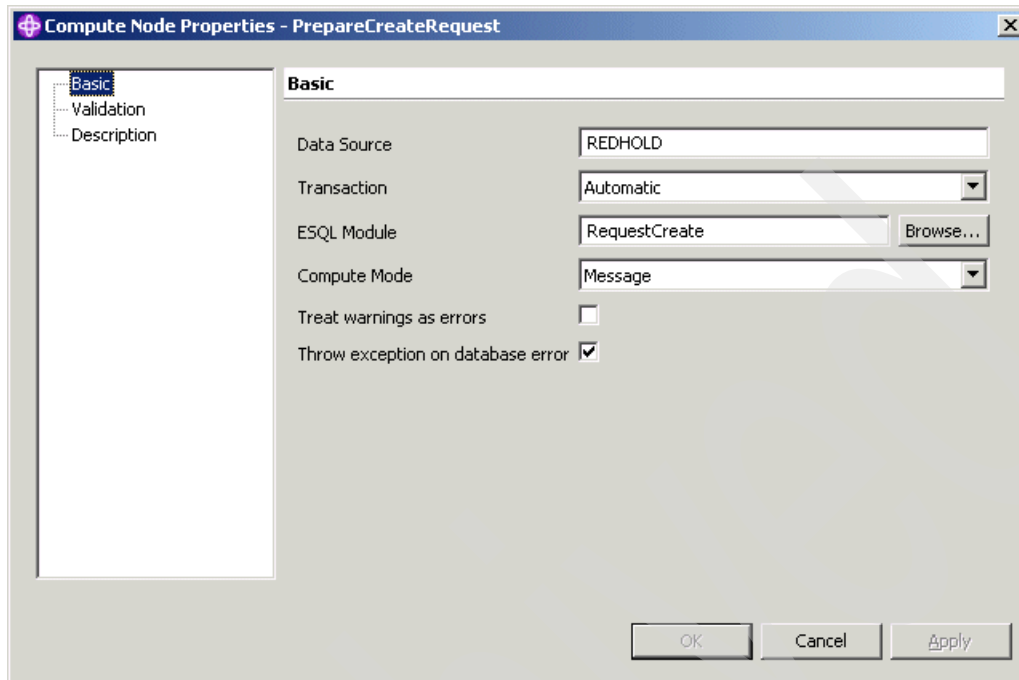 Compute Node Properties - PrepareCreateRequest
Basic
Validation
Description
Basic
Data Source REDHOLD
Transaction Automatic
ESQL Module RequestCreate Browse...
Compute Mode Message
Treat warnings as errors
Throw exception on database error
OK Cancel Apply